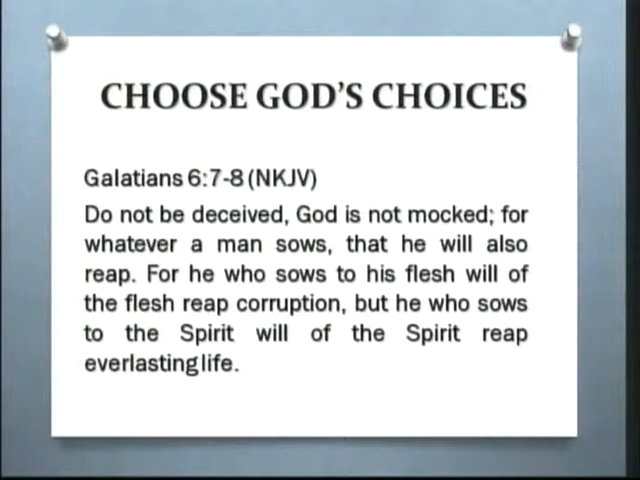 CHOOSE GOD'S CHOICES
Galatians 6:7-8 (NKJV)
Do not be deceived, God is not mocked; for
whatever a man sows, that he will also
reap. For he who sows to his flesh will of
the flesh reap corruption, but he who sows
to the Spirit will of the Spirit reap
everlasting life.